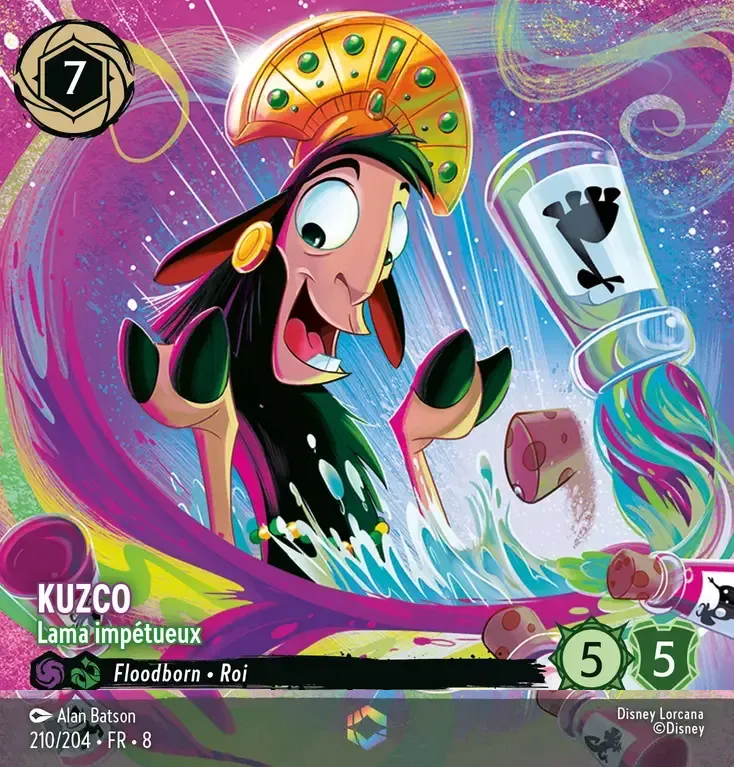 7
KUZCO
Lama impétueux
Floodborn • Roi
5 5
Alan Batson
210/204 • FR • 8
Disney Lorcana
©Disney